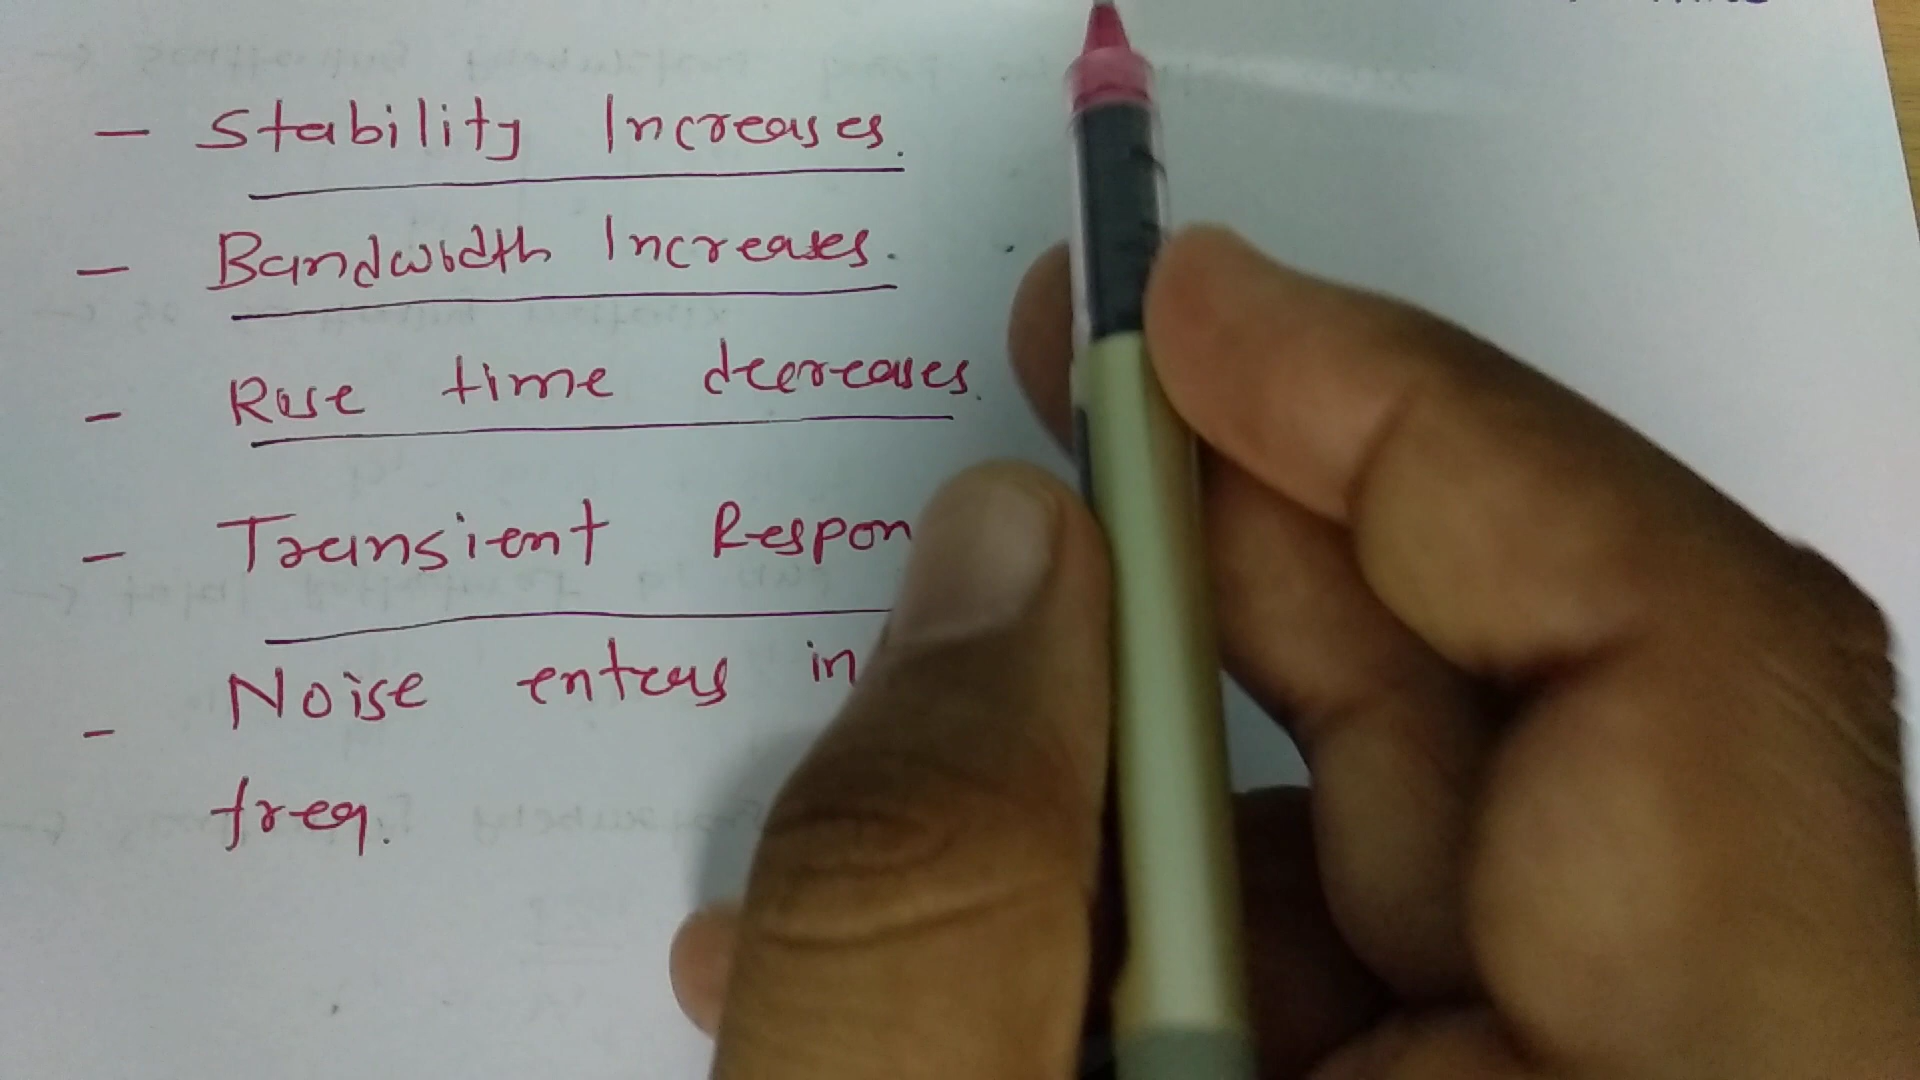 - Stability Increases.
- Bandwidth Increases.
- Rise time decreases.
- Transient Respon
- Noise enters in
freq.